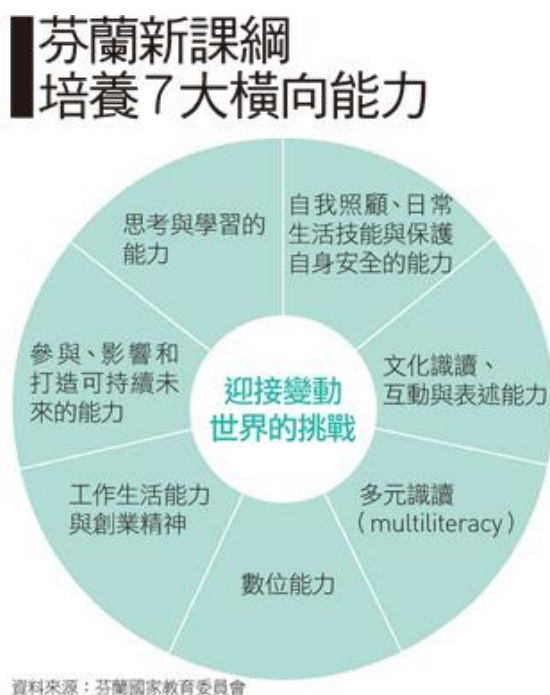 芬蘭新課綱
培養7大橫向能力
思考與學習的
能力
自我照顧、日常
生活技能與保護
自身安全的能力
參與、影響和
打造可持續未
來的能力
迎接變動
世界的挑戰
文化識讀、
互動與表述能力
工作生活能力
與創業精神
多元識讀
（multiliteracy）
數位能力
資料來源：芬蘭國家教育委員會